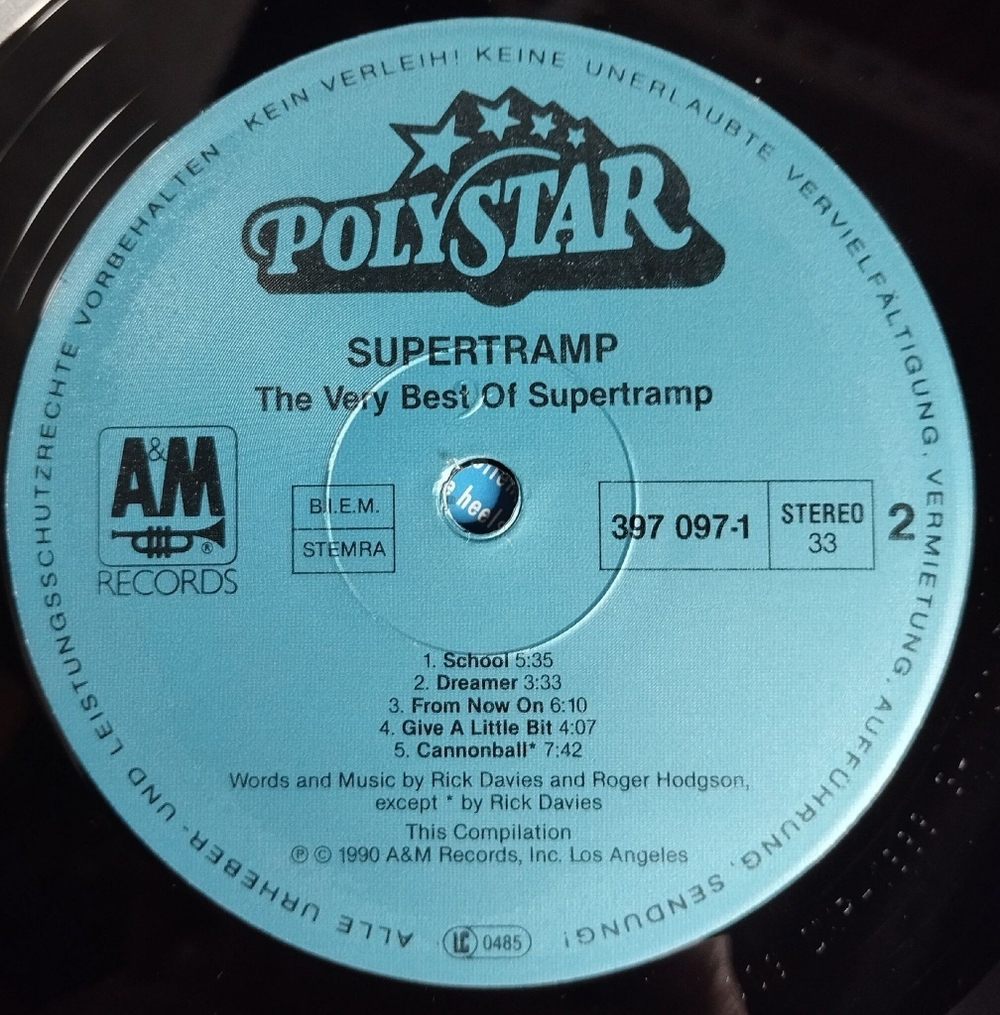 ALLE URHEBER- UND LEISTUNGSSCHUTZRECHTE VORBEHALTEN KEIN VERLEIH! KEINE UNERLAUBTE VERVIELFÄLTIGUNG, VERMIETUNG, AUFFÜHRUNG, SENDUNG!
POLYSTAR
SUPERTRAMP
The Very Best Of Supertramp
A&M
®
RECORDS
B.I.E.M.
STEMRA
heels
397 097-1
STEREO
33
2
1. School 5:35
2. Dreamer 3:33
3. From Now On 6:10
4. Give A Little Bit 4:07
5. Cannonball* 7:42
Words and Music by Rick Davies and Roger Hodgson,
except * by Rick Davies
This Compilation
℗ © 1990 A&M Records, Inc. Los Angeles
LC 0485